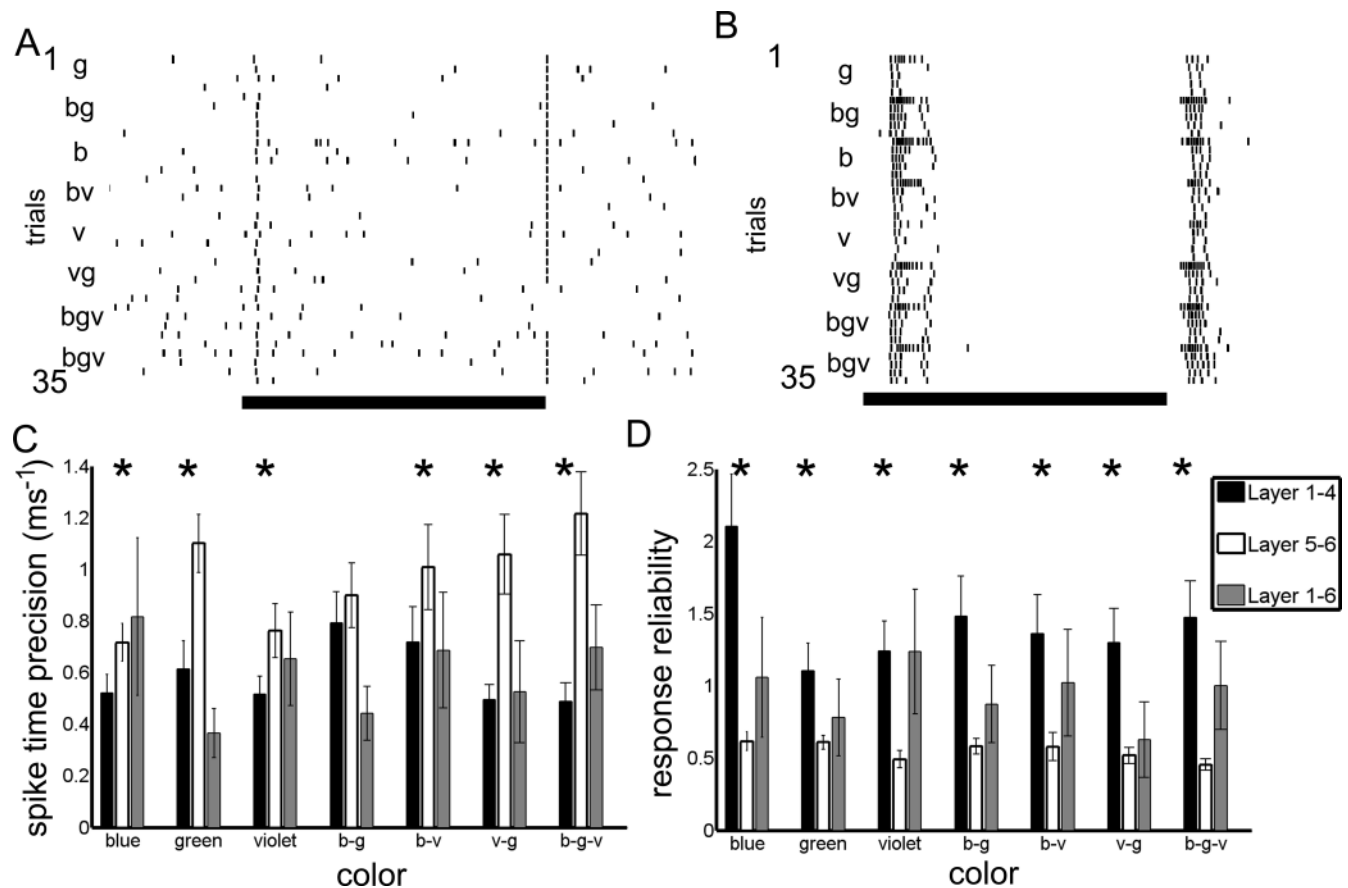 A
1
g
bg
b
bv
v
vg
bgv
bgv
35
trials
B
1
g
bg
b
bv
v
vg
bgv
bgv
35
trials
C
* * * * * *
1.4
1.2
1
0.8
0.6
0.4
0.2
0
spike time precision (ms⁻¹)
blue green violet b-g b-v v-g b-g-v
color
D
* * * * * * *
2.5
2
1.5
1
0.5
0
response reliability
blue green violet b-g b-v v-g b-g-v
color
Layer 1-4
Layer 5-6
Layer 1-6